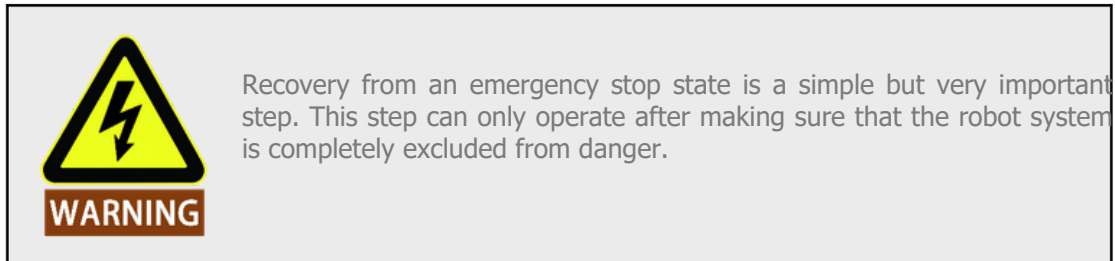 Recovery from an emergency stop state is a simple but very important
step. This step can only operate after making sure that the robot system
is completely excluded from danger.
WARNING